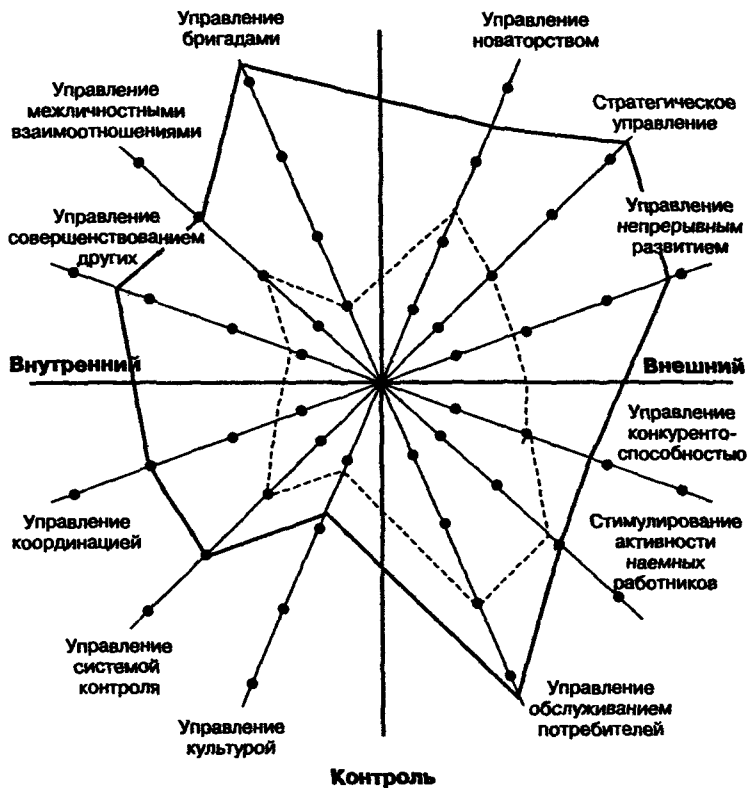 Управление
бригадами
Управление
новаторством
Управление
межличностными
взаимоотношениями
Стратегическое
управление
Управление
совершенствованием
других
Управление
непрерывным
развитием
Внутренний
Внешний
Управление
конкуренто-
способностью
Управление
координацией
Стимулирование
активности
наемных
работников
Управление
системой
контроля
Управление
культурой
Управление
обслуживанием
потребителей
Контроль